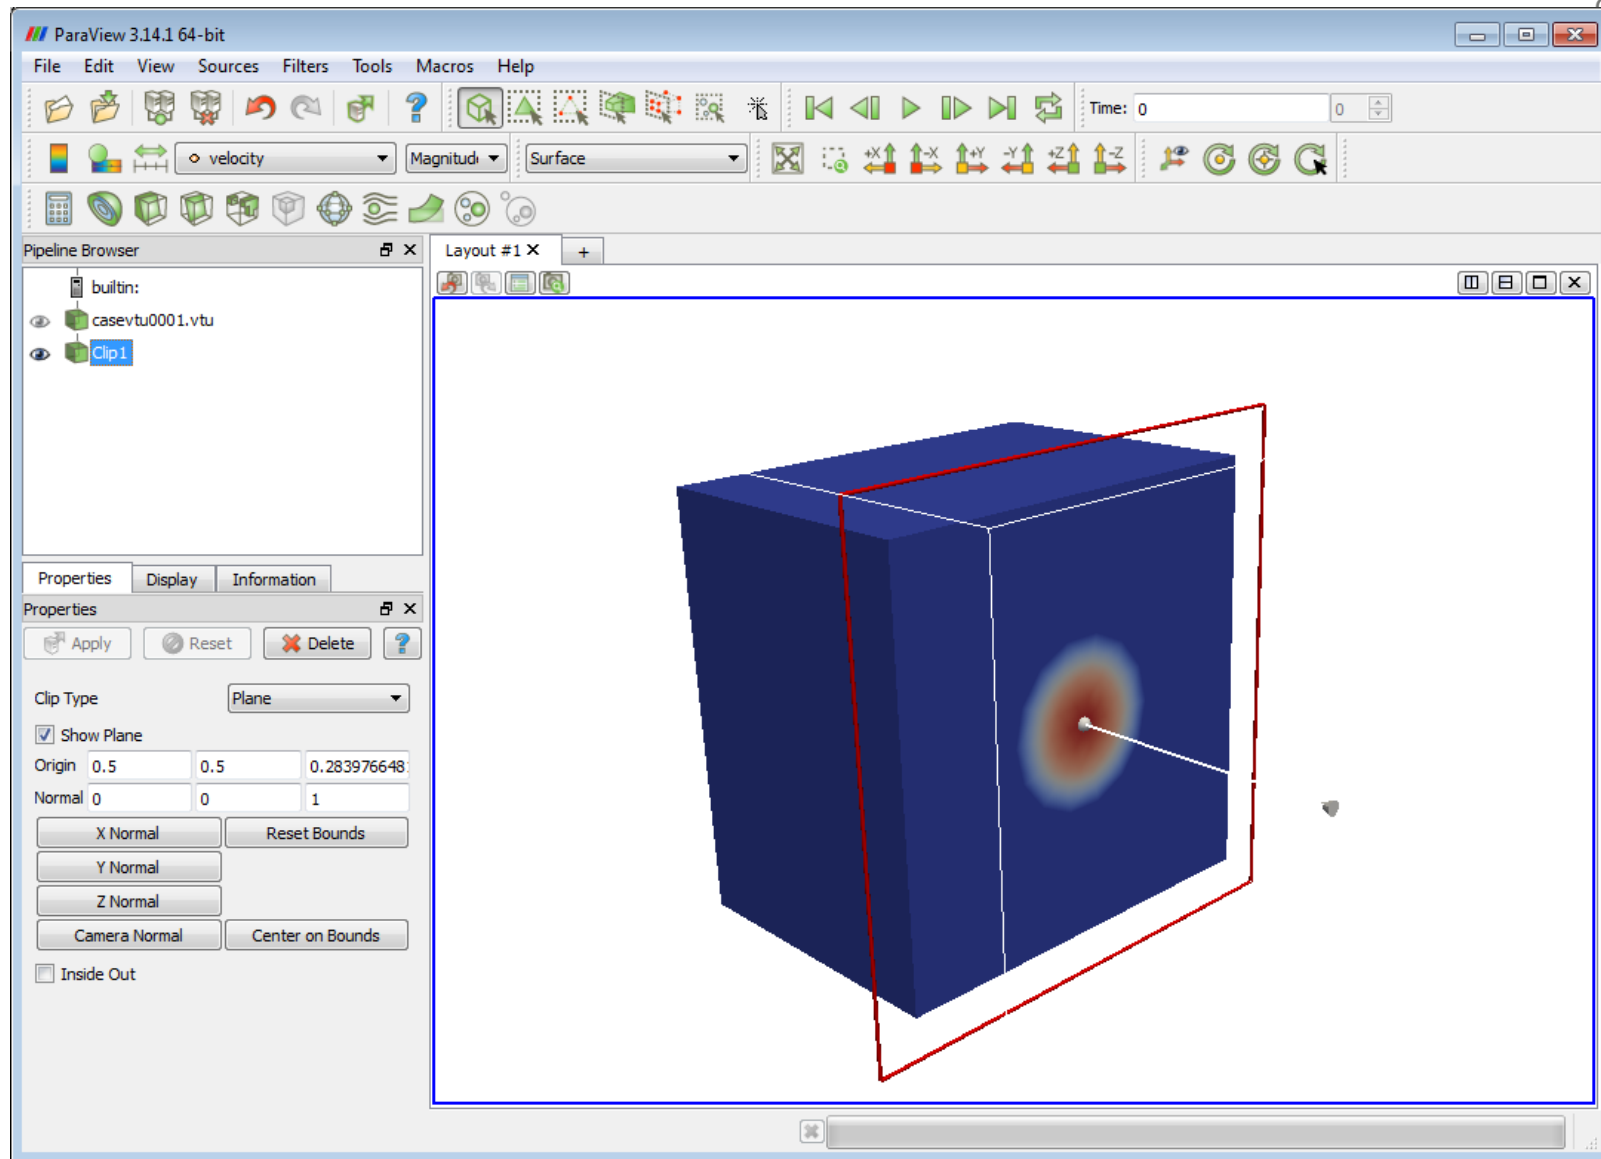 ParaView 3.14.1 64-bit
File Edit View Sources Filters Tools Macros Help
Time: 0 0
velocity Magnitud Surface +X -X +Y -Y +Z -Z
Pipeline Browser
Layout #1 X +
builtin:
casevtu0001.vtu
Clip1
Properties Display Information
Properties
Apply Reset Delete ?
Clip Type Plane
Show Plane
Origin 0.5 0.5 0.283976648
Normal 0 0 1
X Normal Reset Bounds
Y Normal
Z Normal
Camera Normal Center on Bounds
Inside Out